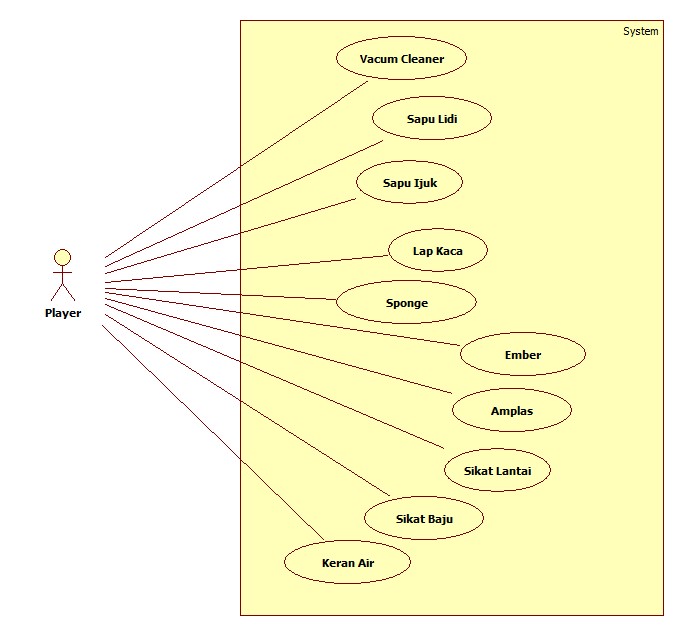 System
Vacum Cleaner
Sapu Lidi
Sapu Ijuk
Lap Kaca
Sponge
Player
Ember
Amplas
Sikat Lantai
Sikat Baju
Keran Air